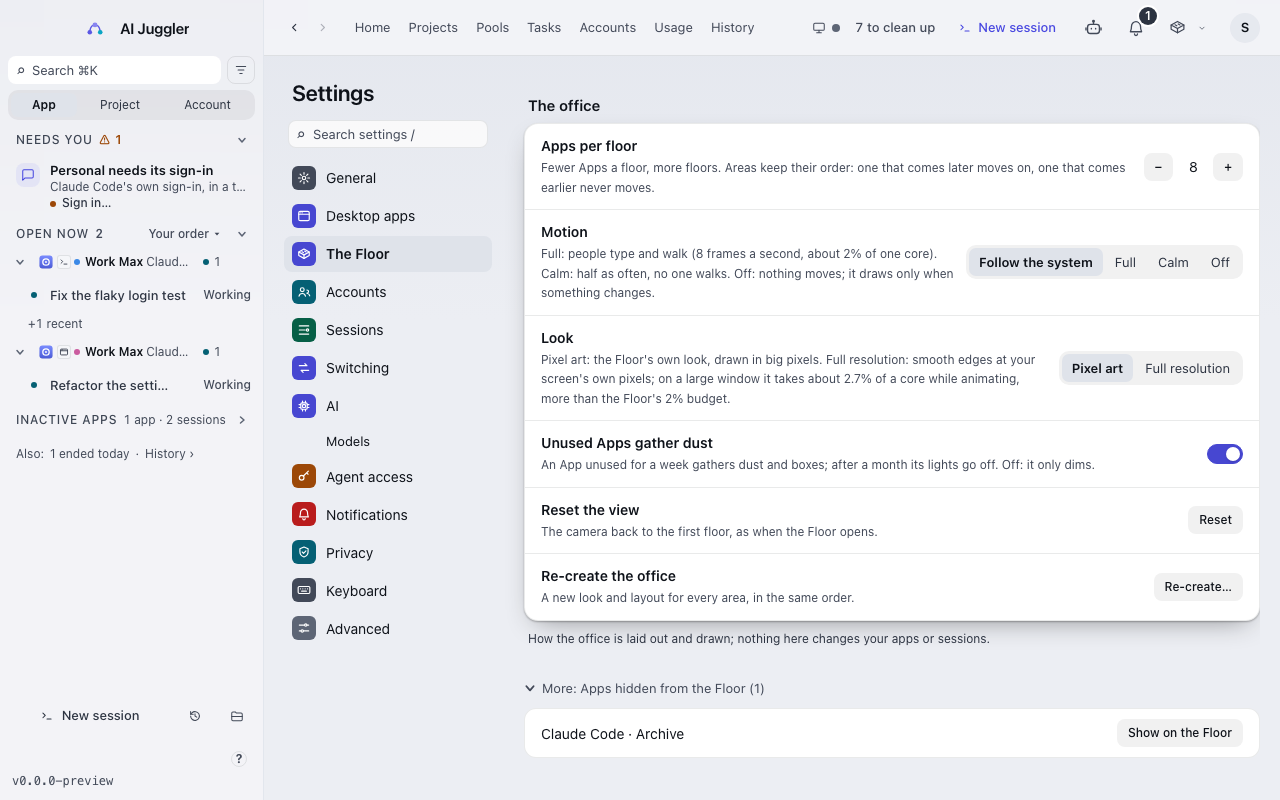 AI Juggler
Search ⌘K
App Project Account
NEEDS YOU 1
Personal needs its sign-in
Claude Code's own sign-in, in a t...
Sign in...
OPEN NOW 2 Your order
Work Max Claud... 1
Fix the flaky login test Working
+1 recent
Work Max Claud... 1
Refactor the setti... Working
INACTIVE APPS 1 app · 2 sessions
Also: 1 ended today · History ›
New session
?
v0.0.0-preview
Home Projects Pools Tasks Accounts Usage History
7 to clean up
New session
1
S
Settings
Search settings /
General
Desktop apps
The Floor
Accounts
Sessions
Switching
AI
Models
Agent access
Notifications
Privacy
Keyboard
Advanced
The office
Apps per floor
Fewer Apps a floor, more floors. Areas keep their order: one that comes later moves on, one that comes
earlier never moves.
− 8 +
Motion
Full: people type and walk (8 frames a second, about 2% of one core).
Calm: half as often, no one walks. Off: nothing moves; it draws only when
something changes.
Follow the system Full Calm Off
Look
Pixel art: the Floor's own look, drawn in big pixels. Full resolution: smooth edges at your
screen's own pixels; on a large window it takes about 2.7% of a core while animating,
more than the Floor's 2% budget.
Pixel art Full resolution
Unused Apps gather dust
An App unused for a week gathers dust and boxes; after a month its lights go off. Off: it only dims.
Reset the view
The camera back to the first floor, as when the Floor opens.
Reset
Re-create the office
A new look and layout for every area, in the same order.
Re-create...
How the office is laid out and drawn; nothing here changes your apps or sessions.
More: Apps hidden from the Floor (1)
Claude Code · Archive
Show on the Floor